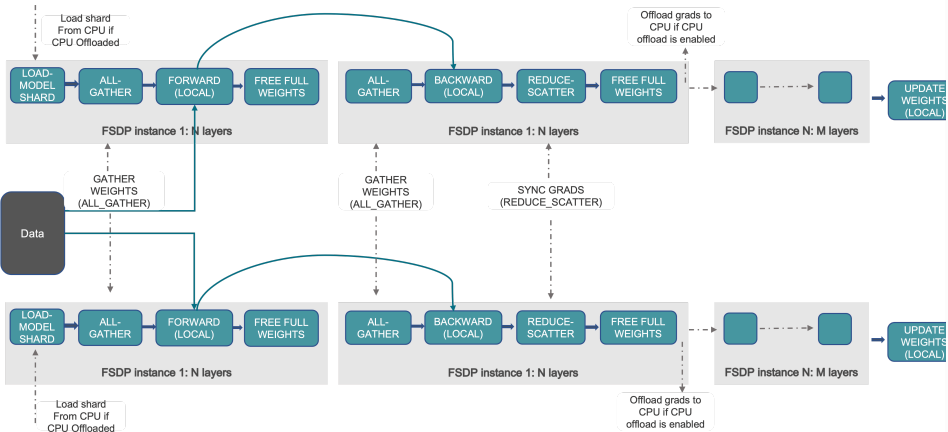 Load shard
From CPU if
CPU Offloaded
Offload grads to
CPU if CPU
offload is enabled
LOAD-
MODEL
SHARD
ALL-
GATHER
FORWARD
(LOCAL)
FREE FULL
WEIGHTS
FSDP instance 1: N layers
ALL-
GATHER
BACKWARD
(LOCAL)
REDUCE-
SCATTER
FREE FULL
WEIGHTS
FSDP instance 1: N layers
FSDP instance N: M layers
UPDATE
WEIGHTS
(LOCAL)
GATHER
WEIGHTS
(ALL_GATHER)
GATHER
WEIGHTS
(ALL_GATHER)
SYNC GRADS
(REDUCE_SCATTER)
Data
LOAD-
MODEL
SHARD
ALL-
GATHER
FORWARD
(LOCAL)
FREE FULL
WEIGHTS
FSDP instance 1: N layers
ALL-
GATHER
BACKWARD
(LOCAL)
REDUCE-
SCATTER
FREE FULL
WEIGHTS
FSDP instance 1: N layers
FSDP instance N: M layers
UPDATE
WEIGHTS
(LOCAL)
Load shard
From CPU if
CPU Offloaded
Offload grads to
CPU if CPU
offload is enabled